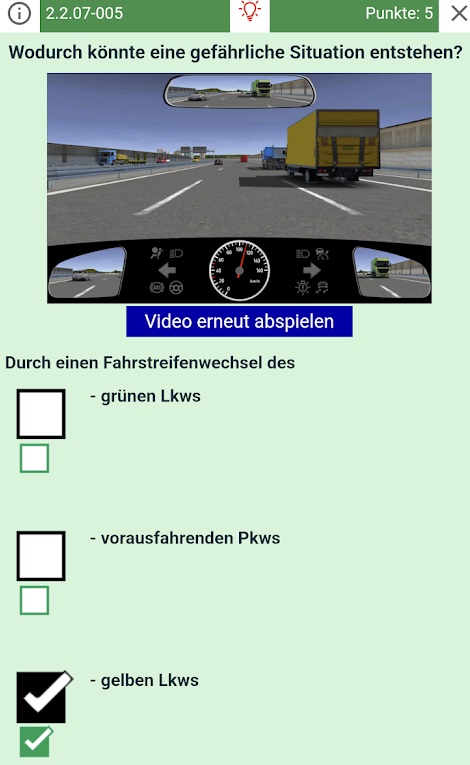 2.2.07-005
Punkte: 5
Wodurch könnte eine gefährliche Situation entstehen?
Video erneut abspielen
Durch einen Fahrstreifenwechsel des
- grünen Lkws
- vorausfahrenden Pkws
- gelben Lkws